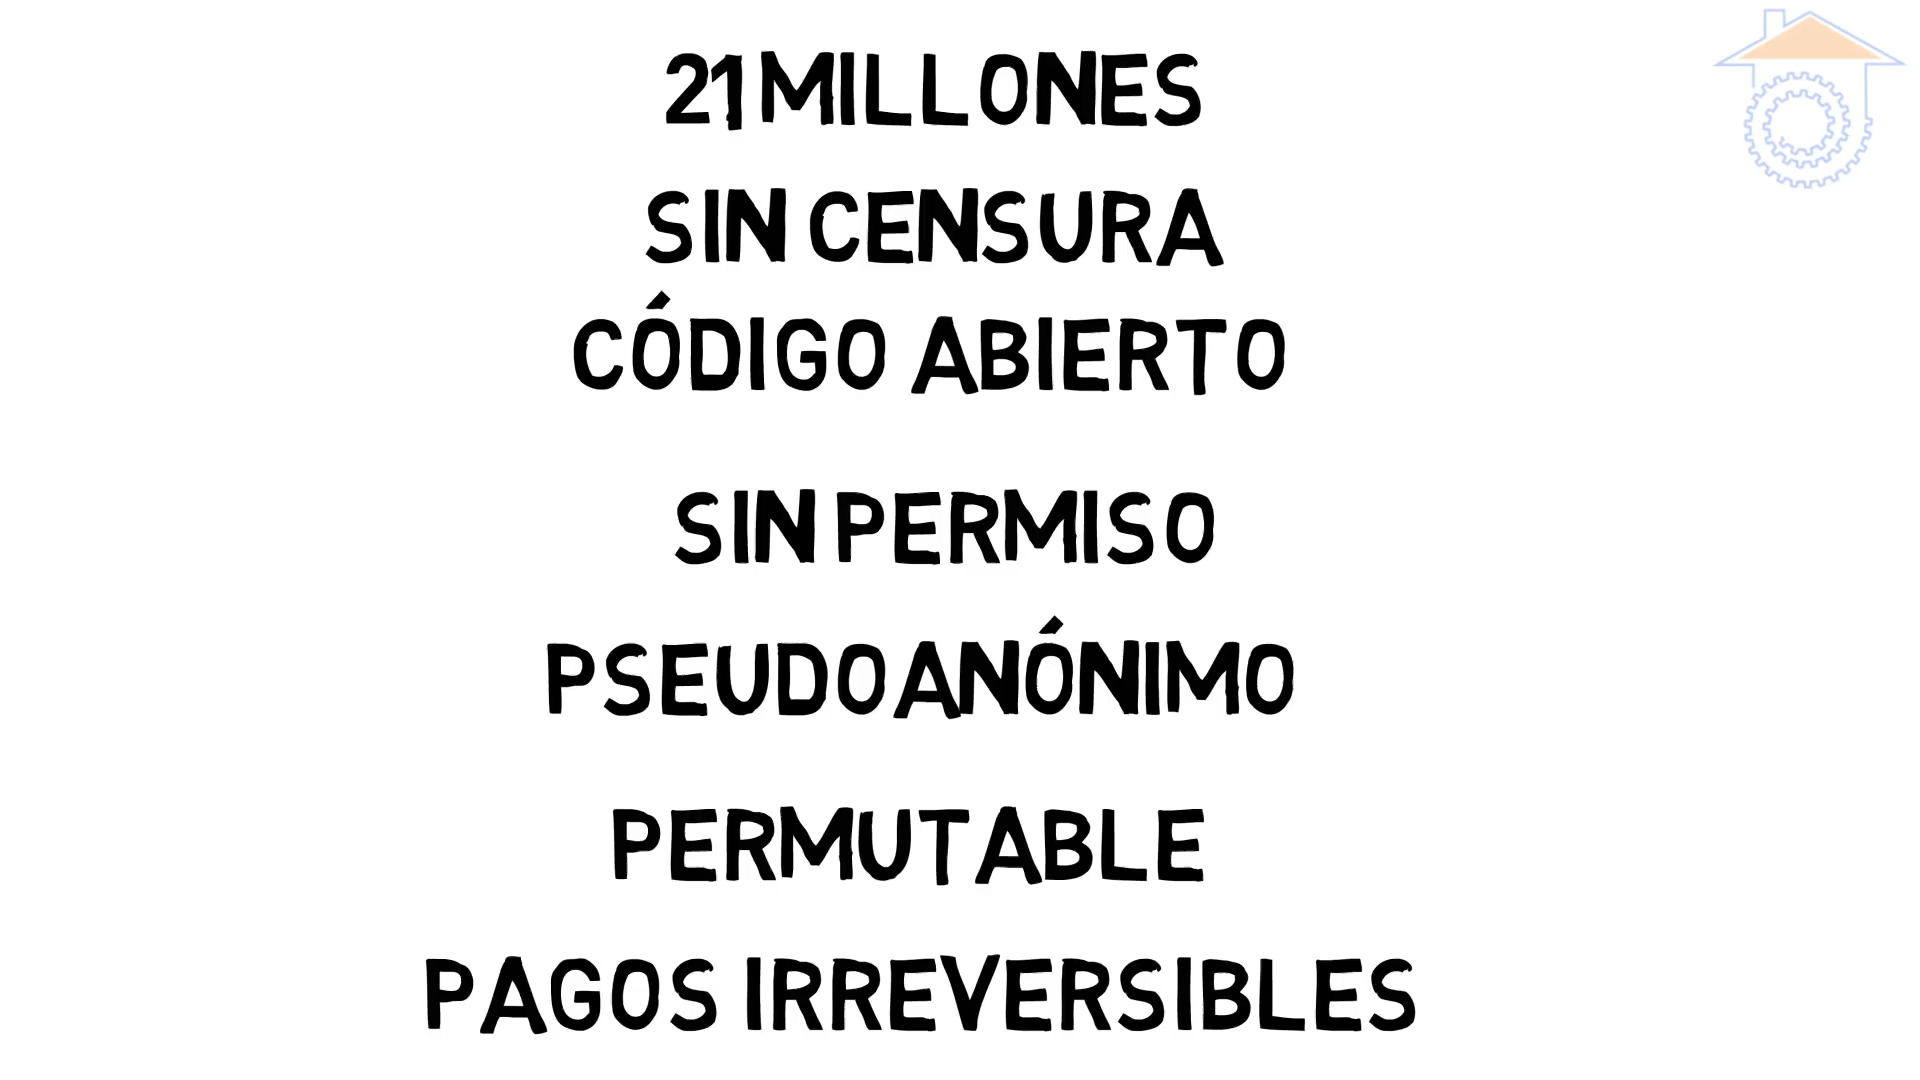 21 MILLONES
SIN CENSURA
CÓDIGO ABIERTO
SIN PERMISO
PSEUDOANÓNIMO
PERMUTABLE
PAGOS IRREVERSIBLES